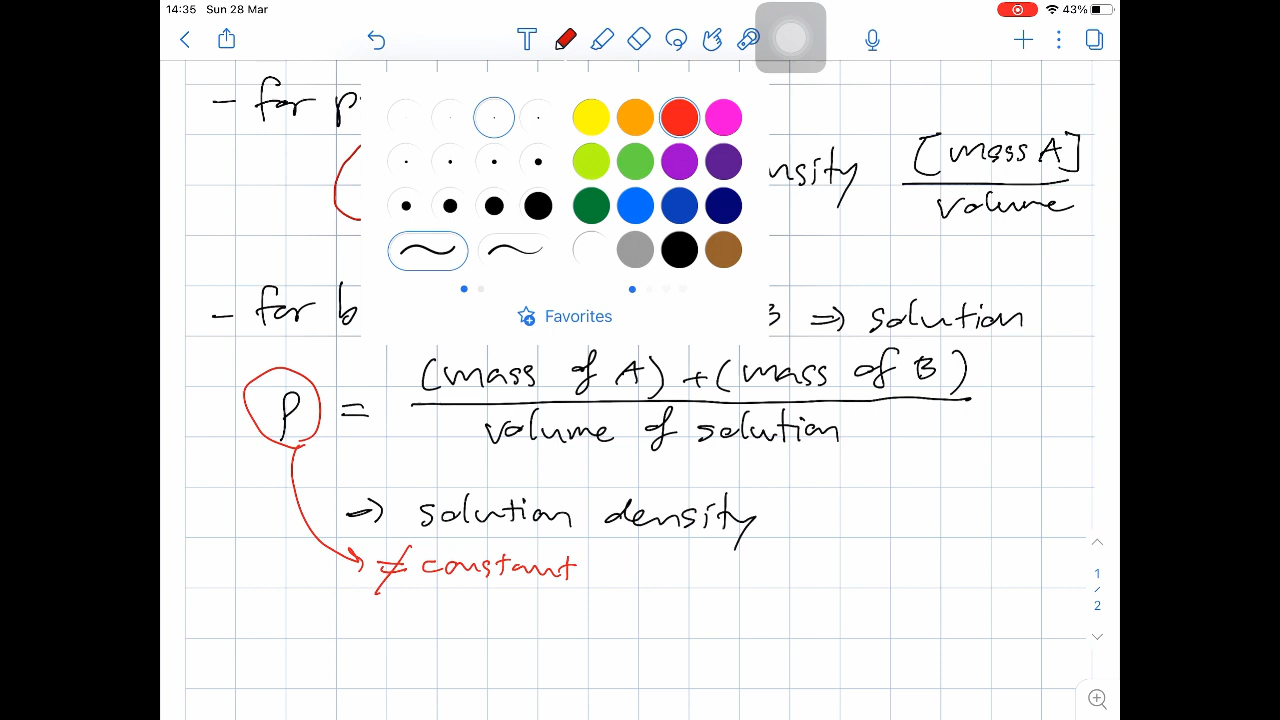 14:35 Sun 28 Mar
43%
T
- for p
nsity [mass A]
volume
- for b
3 ⇒ solution
Favorites
ρ = (mass of A) + (mass of B)
volume of solution
⇒ solution density
≠ constant
1
/
2